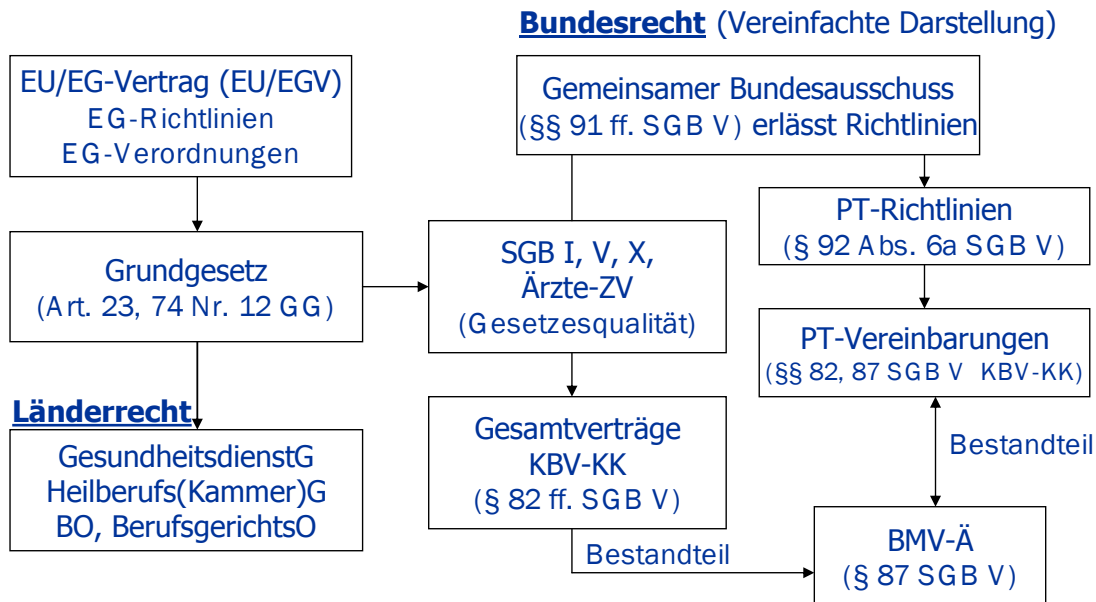 Bundesrecht (Vereinfachte Darstellung)
EU/EG-Vertrag (EU/EGV)
EG-Richtlinien
EG-Verordnungen
Gemeinsamer Bundesausschuss
(§§ 91 ff. SGB V) erlässt Richtlinien
PT-Richtlinien
(§ 92 Abs. 6a SGB V)
Grundgesetz
(Art. 23, 74 Nr. 12 GG)
SGB I, V, X,
Ärzte-ZV
(Gesetzesqualität)
PT-Vereinbarungen
(§§ 82, 87 SGB V KBV-KK)
Länderrecht
GesundheitsdienstG
Heilberufs(Kammer)G
BO, BerufsgerichtsO
Gesamtverträge
KBV-KK
(§ 82 ff. SGB V)
Bestandteil
Bestandteil
BMV-Ä
(§ 87 SGB V)